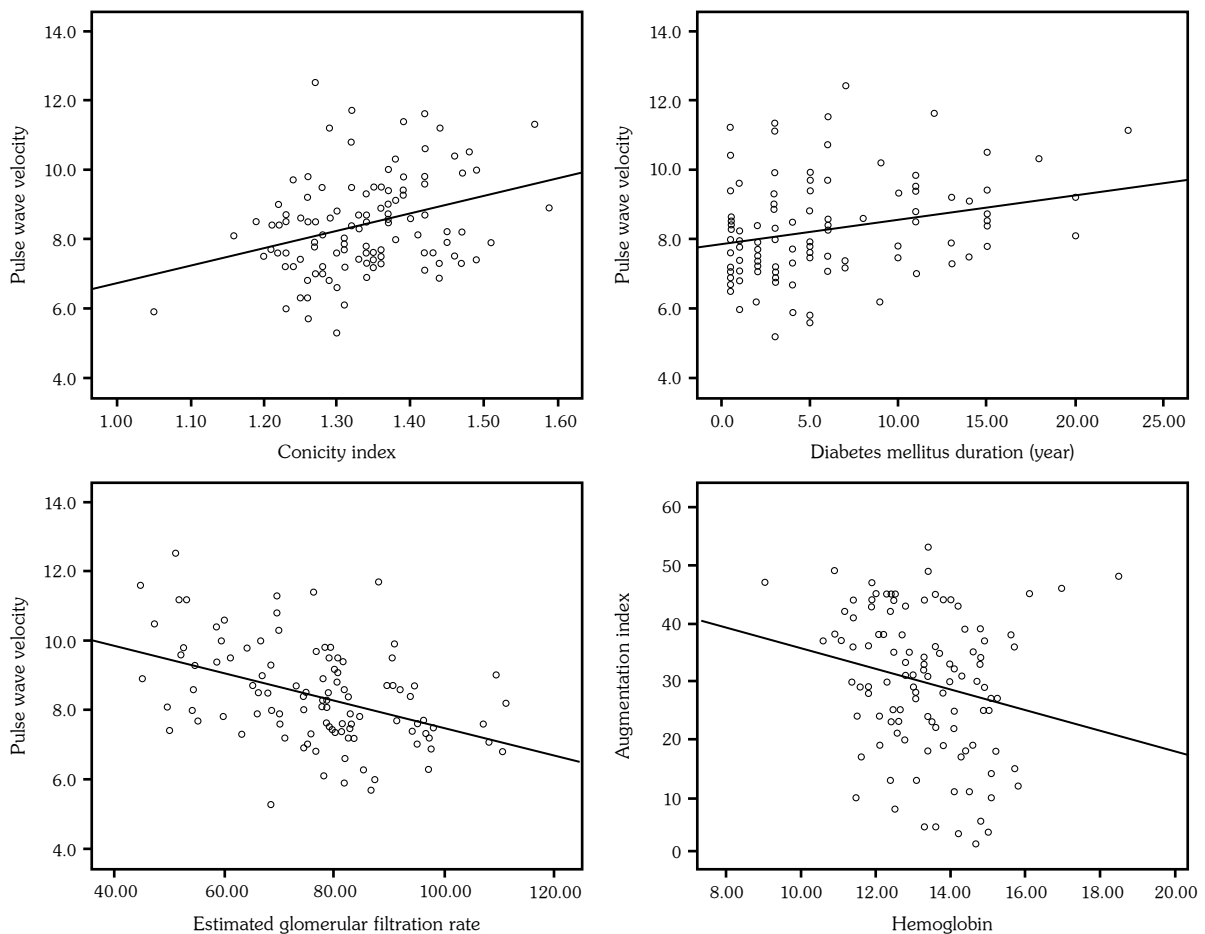 14.0
12.0
10.0
8.0
6.0
4.0
Pulse wave velocity
1.00 1.10 1.20 1.30 1.40 1.50 1.60
Conicity index
14.0
12.0
10.0
8.0
6.0
4.0
Pulse wave velocity
0.0 5.0 10.00 15.00 20.00 25.00
Diabetes mellitus duration (year)
14.0
12.0
10.0
8.0
6.0
4.0
Pulse wave velocity
40.00 60.00 80.00 100.00 120.00
Estimated glomerular filtration rate
60
50
40
30
20
10
0
Augmentation index
8.00 10.00 12.00 14.00 16.00 18.00 20.00
Hemoglobin